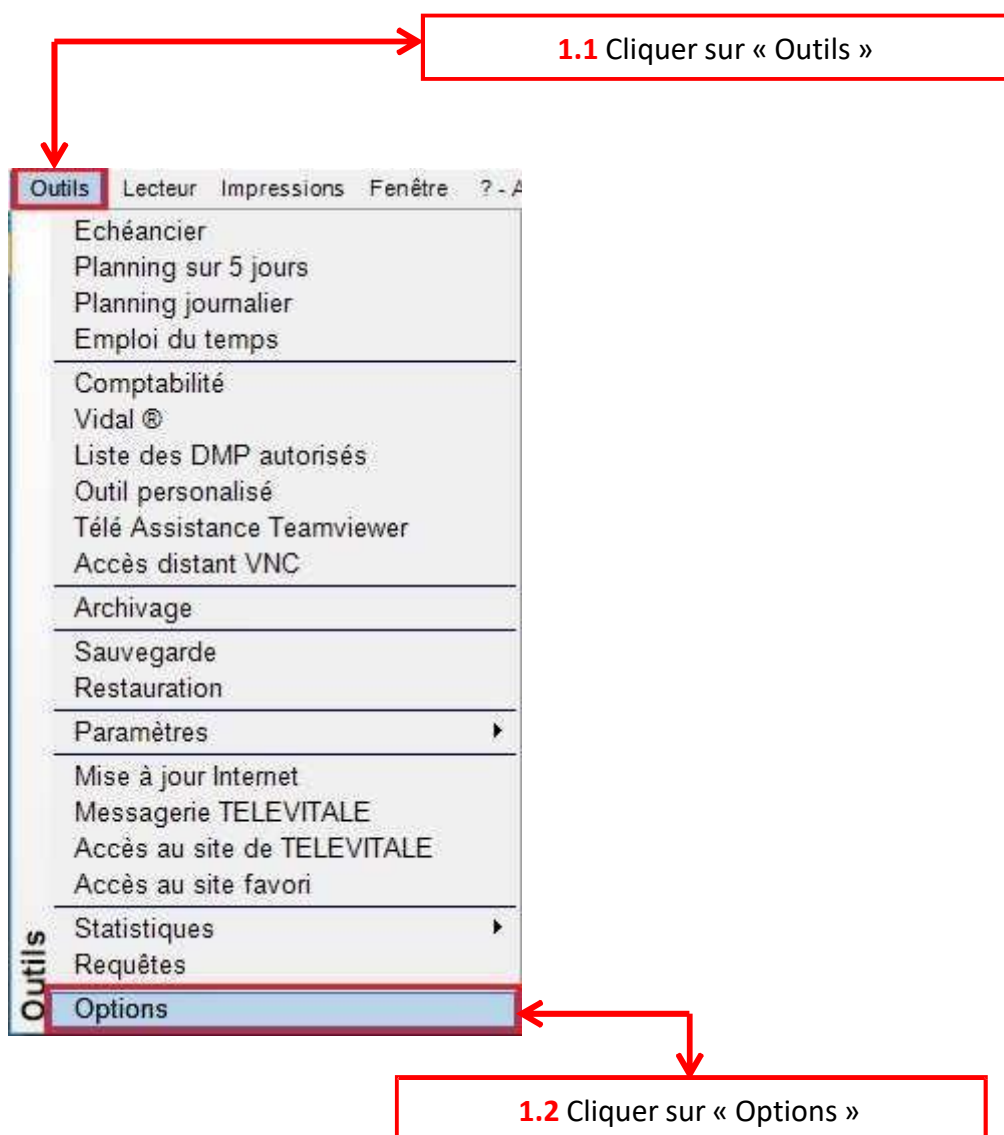 1.1 Cliquer sur « Outils »
Outils Lecteur Impressions Fenêtre ? -
Echéancier
Planning sur 5 jours
Planning journalier
Emploi du temps
Comptabilité
Vidal ®
Liste des DMP autorisés
Outil personalisé
Télé Assistance Teamviewer
Accès distant VNC
Archivage
Sauvegarde
Restauration
Paramètres
Mise à jour Internet
Messagerie TELEVITALE
Accès au site de TELEVITALE
Accès au site favori
Statistiques
Requêtes
Options
Outils
1.2 Cliquer sur « Options »